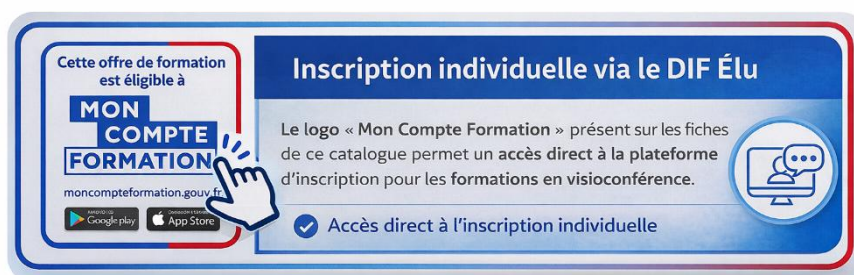 Cette offre de formation
est éligible à
MON
COMPTE
FORMATION
moncompteformation.gouv.fr
Google play
App Store
Inscription individuelle via le DIF Élu
Le logo « Mon Compte Formation » présent sur les fiches
de ce catalogue permet un accès direct à la plateforme
d'inscription pour les formations en visioconférence.
Accès direct à l'inscription individuelle